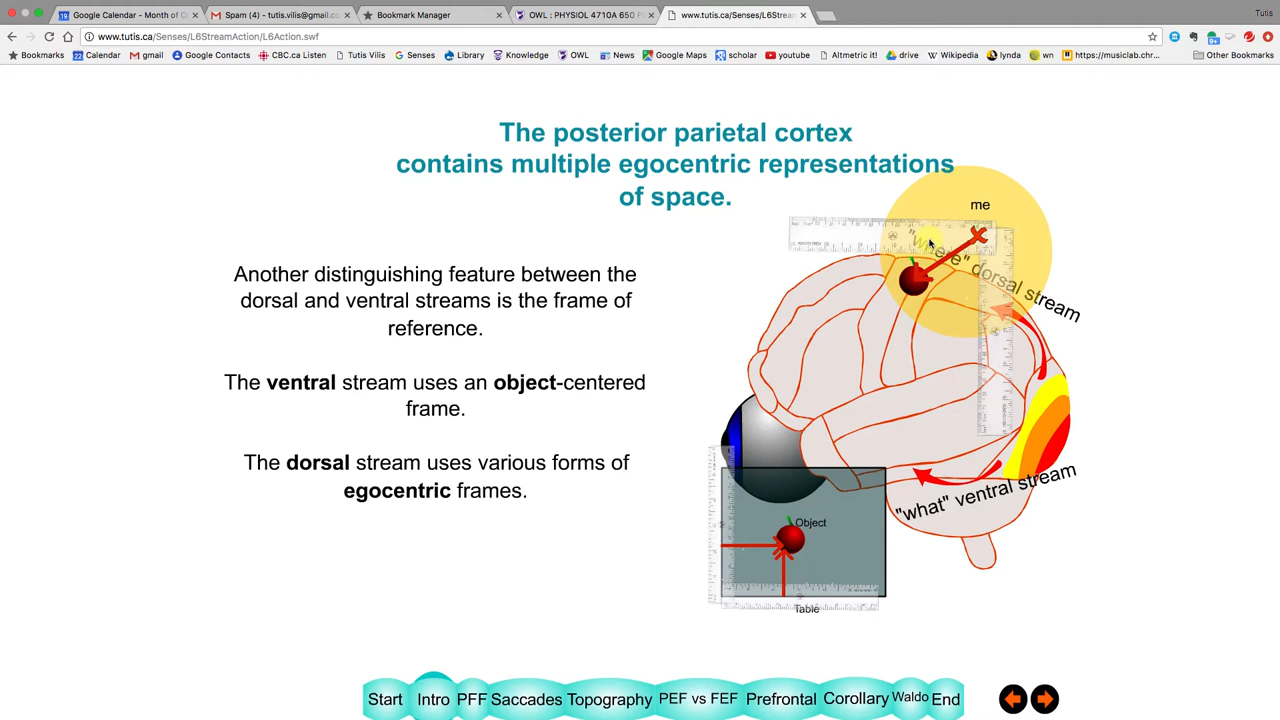 Google Calendar - Month of O
Spam (4) - tutis.vilis@gmail.co
Bookmark Manager
OWL : PHYSIOL 4710A 650 F
www.tutis.ca/Senses/L6Stream
Tutis
www.tutis.ca/Senses/L6StreamAction/L6Action.swf
Bookmarks
Calendar
gmail
Google Contacts
CBC.ca Listen
Tutis Vilis
Senses
Library
Knowledge
OWL
News
Google Maps
scholar
youtube
Altmetric it!
drive
Wikipedia
lynda
wn
https://musiclab.chr...
Other Bookmarks
The posterior parietal cortex
contains multiple egocentric representations
of space.
me
"where" dorsal stream
Another distinguishing feature between the
dorsal and ventral streams is the frame of
reference.
The ventral stream uses an object-centered
frame.
The dorsal stream uses various forms of
egocentric frames.
"what" ventral stream
Object
Table
Start
Intro
PFF
Saccades
Topography
PEF vs FEF
Prefrontal
Corollary
Waldo
End